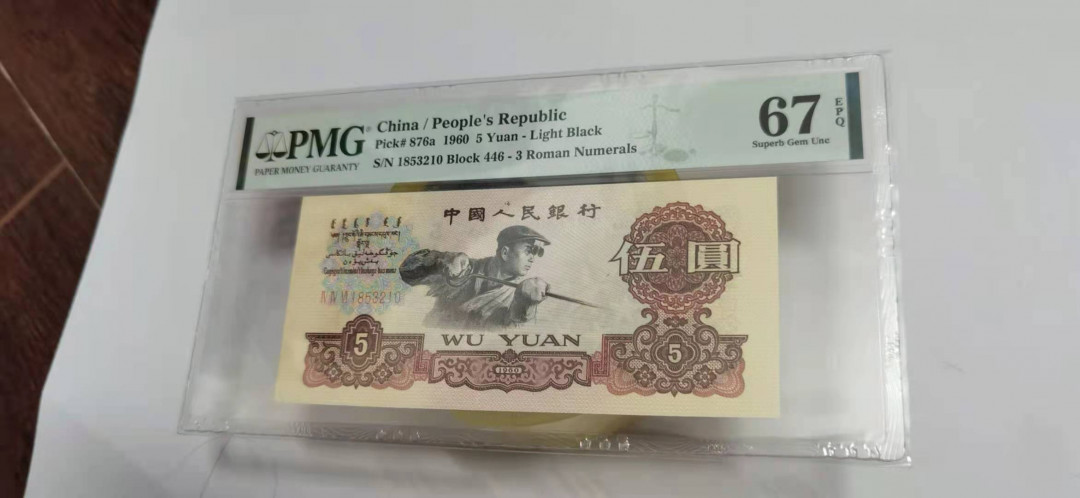 PMG
PAPER MONEY GUARANTY
China / People's Republic
Pick# 876a 1960 5 Yuan - Light Black
S/N 1853210 Block 446 - 3 Roman Numerals
67
EPQ
Superb Gem Unc
中國人民銀行
伍圓
1853210
5
WU YUAN
1960
5